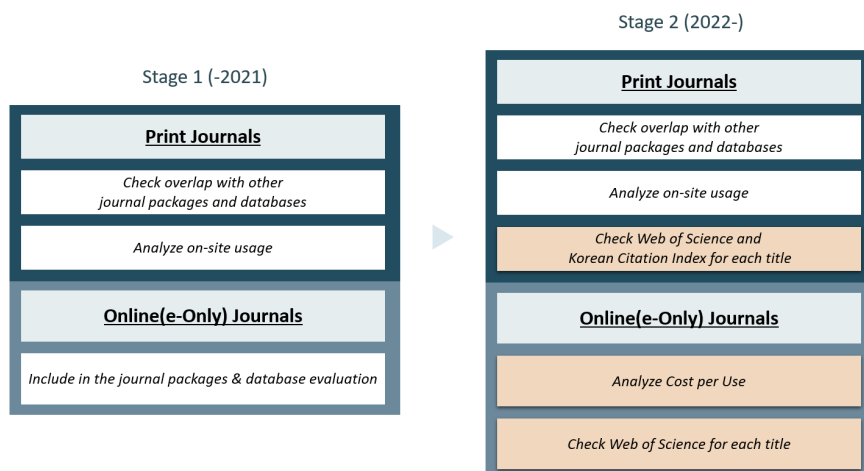 Stage 1 (-2021)
Print Journals
Check overlap with other
journal packages and databases
Analyze on-site usage
Online(e-Only) Journals
Include in the journal packages & database evaluation
Stage 2 (2022-)
Print Journals
Check overlap with other
journal packages and databases
Analyze on-site usage
Check Web of Science and
Korean Citation Index for each title
Online(e-Only) Journals
Analyze Cost per Use
Check Web of Science for each title